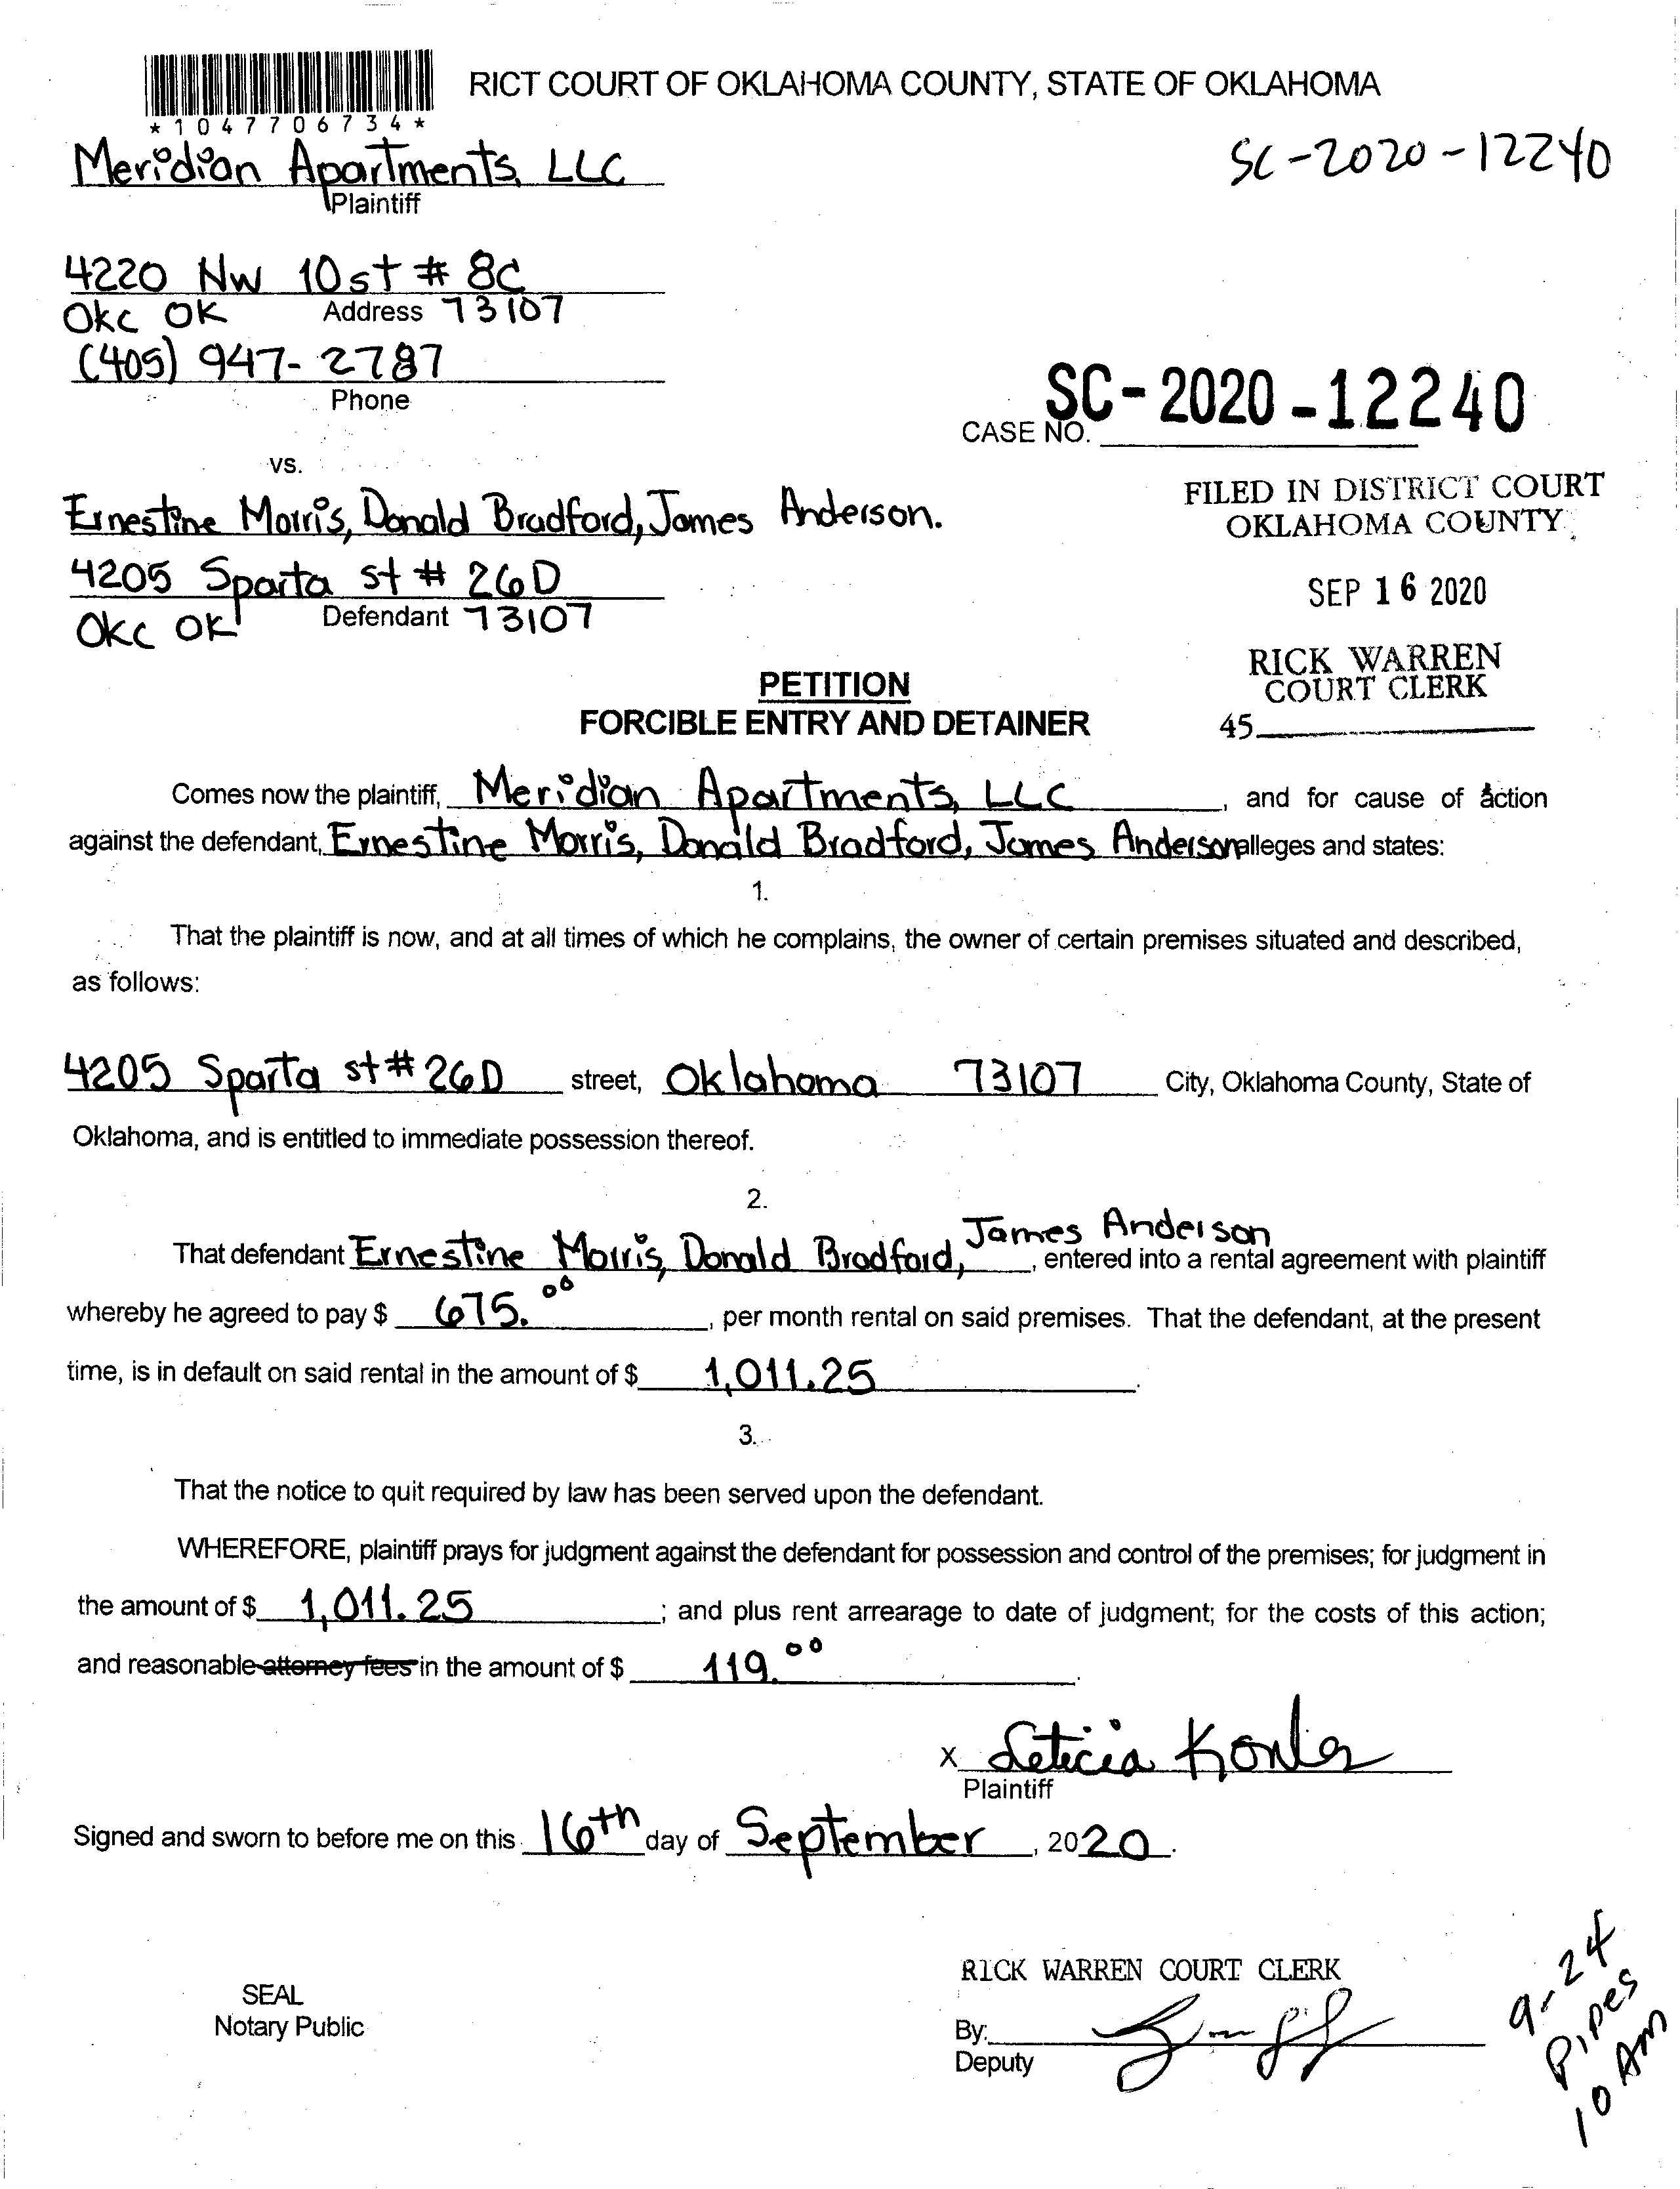 RICT COURT OF OKLAHOMA COUNTY, STATE OF OKLAHOMA
*1047706734*
Meridian Apartments, LLC
SC-2020-12240
Plaintiff
4220 NW 10st # 8C
Okc OK Address 73107
(405) 947-2787
Phone
SC-2020-12240
CASE NO.
vs.
FILED IN DISTRICT COURT
OKLAHOMA COUNTY
Ernestine Morris, Donald Bradford, James Anderson.
4205 Sparta st # 26D
SEP 16 2020
Okc OK Defendant 73107
RICK WARREN
COURT CLERK
45
PETITION
FORCIBLE ENTRY AND DETAINER
Comes now the plaintiff, Meridian Apartments, LLC, and for cause of action
against the defendant, Ernestine Morris, Donald Bradford, James Anderson alleges and states:
1.
That the plaintiff is now, and at all times of which he complains, the owner of certain premises situated and described,
as follows:
4205 Sparta st # 26D street, Oklahoma 73107 City, Oklahoma County, State of
Oklahoma, and is entitled to immediate possession thereof.
2.
That defendant Ernestine Morris, Donald Bradford, James Anderson, entered into a rental agreement with plaintiff
whereby he agreed to pay $ 675.00, per month rental on said premises. That the defendant, at the present
time, is in default on said rental in the amount of $ 1,011.25.
3.
That the notice to quit required by law has been served upon the defendant.
WHEREFORE, plaintiff prays for judgment against the defendant for possession and control of the premises; for judgment in
the amount of $ 1,011.25; and plus rent arrearage to date of judgment; for the costs of this action;
and reasonable attorney fees in the amount of $ 119.00.
x Leticia
Plaintiff
Signed and sworn to before me on this 16th day of September, 2020.
RICK WARREN COURT CLERK
SEAL
Notary Public
By:
Deputy
9-24
Pipes
10 Am